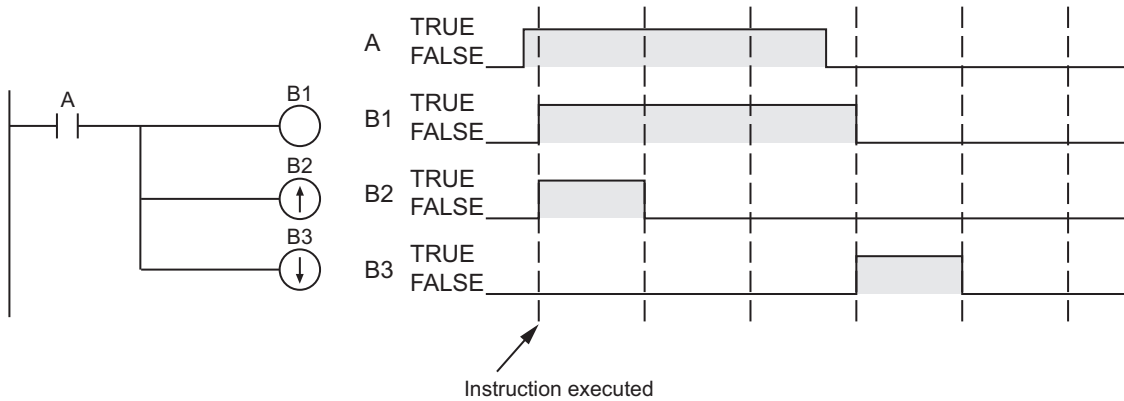 A
B1
B2
B3
A TRUE
FALSE
B1 TRUE
FALSE
B2 TRUE
FALSE
B3 TRUE
FALSE
Instruction executed